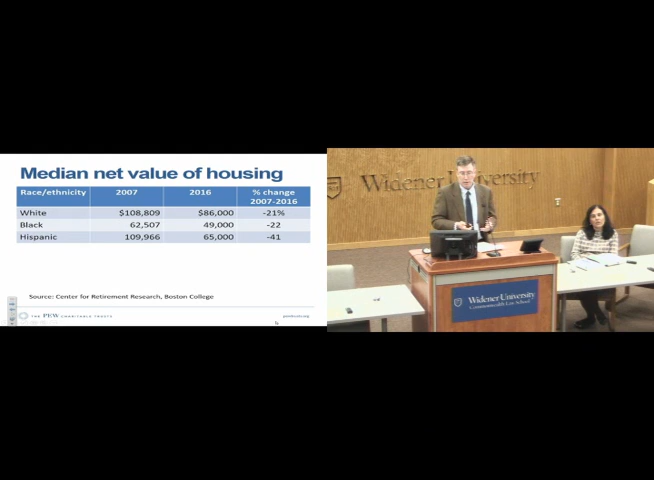 Median net value of housing
Race/ethnicity 2007 2016 % change
2007-2016
White $108,809 $86,000 -21%
Black 62,507 49,000 -22
Hispanic 109,966 65,000 -41
Source: Center for Retirement Research, Boston College
THE PEW CHARITABLE TRUSTS
Widener University
Widener University
Commonwealth Law School